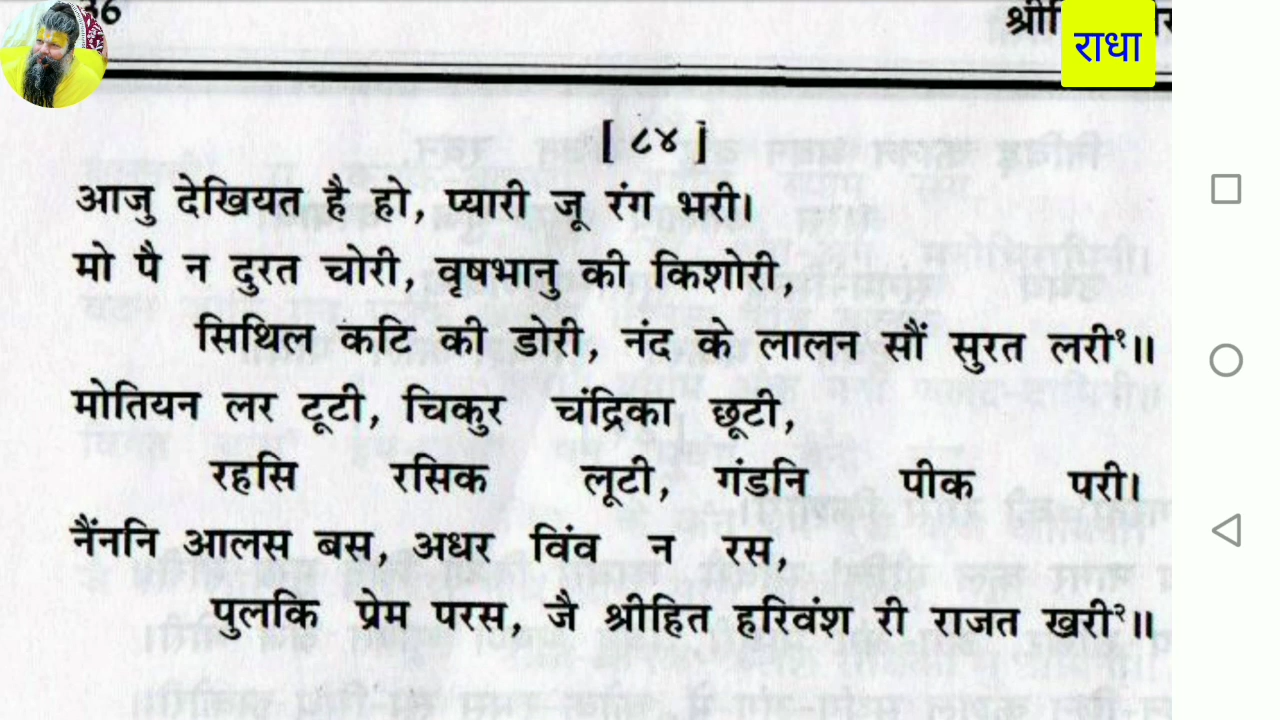 36
राधा
[ ८४ ]
आजु देखियत है हो, प्यारी जू रंग भरी।
मो पै न दुरत चोरी, वृषभानु की किशोरी,
सिथिल कटि की डोरी, नंद के लालन सौं सुरत लरी१॥
मोतियन लर टूटी, चिकुर चंद्रिका छूटी,
रहसि रसिक लूटी, गंडनि पीक परी।
नैंननि आलस बस, अधर विंव न रस,
पुलकि प्रेम परस, जै श्रीहित हरिवंश री राजत खरी२॥